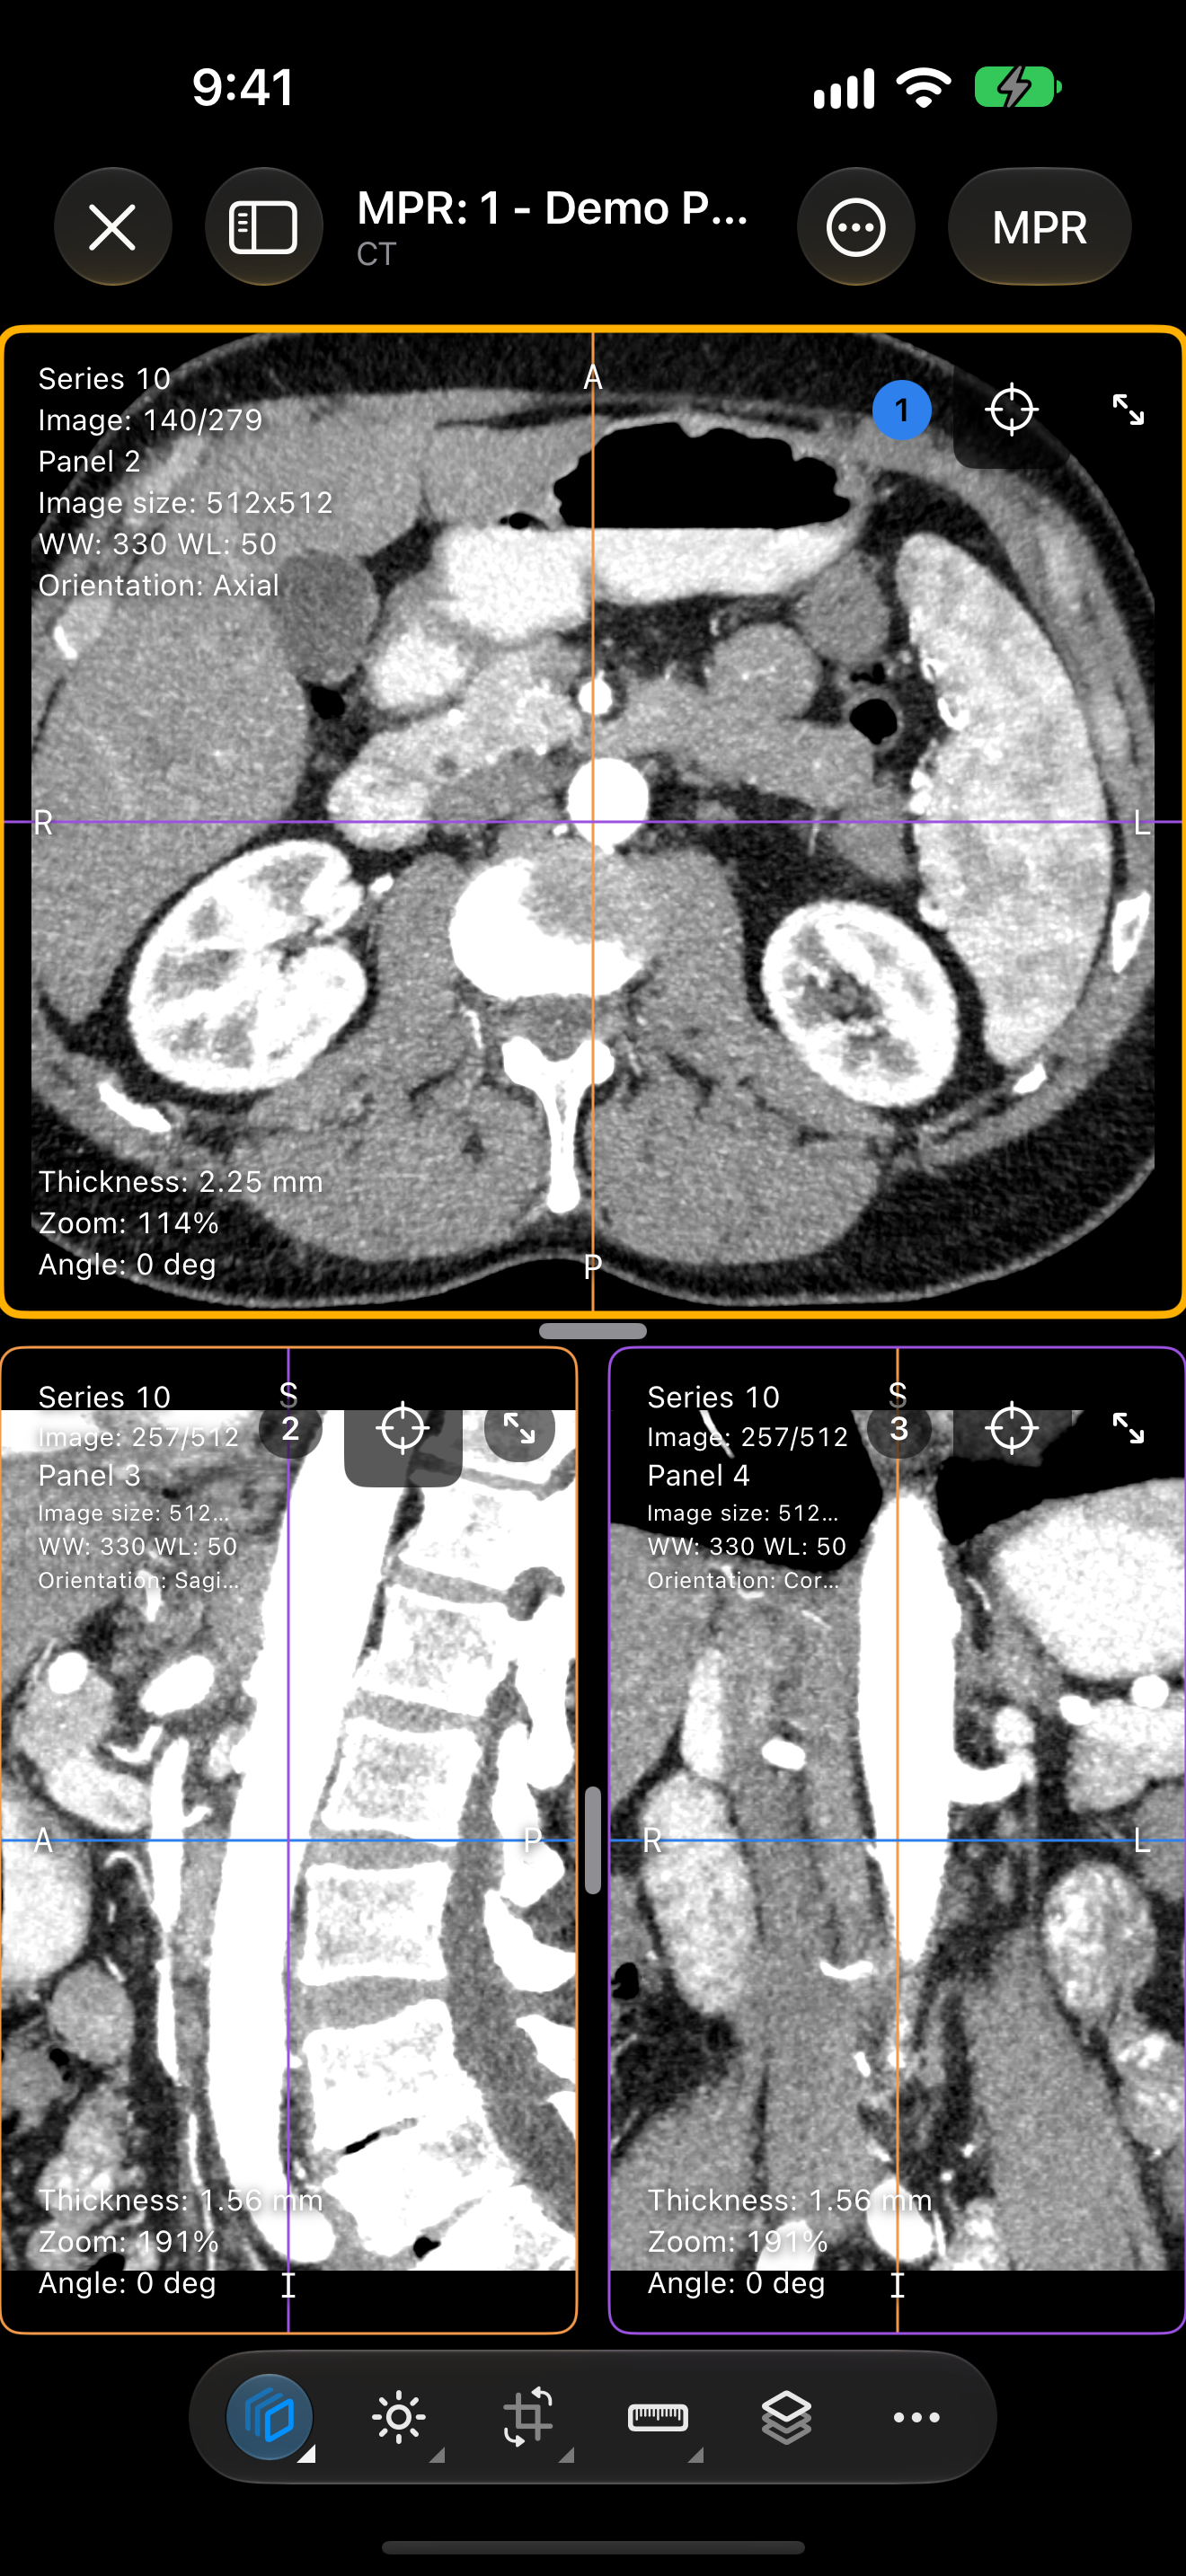 9:41
MPR: 1 - Demo P...
CT
MPR
Series 10
Image: 140/279
Panel 2
Image size: 512x512
WW: 330 WL: 50
Orientation: Axial
A
1
R
L
Thickness: 2.25 mm
Zoom: 114%
Angle: 0 deg
P
Series 10
Image: 257/512
Panel 3
Image size: 512...
WW: 330 WL: 50
Orientation: Sagi...
S
2
A
P
Thickness: 1.56 mm
Zoom: 191%
Angle: 0 deg
I
Series 10
Image: 257/512
Panel 4
Image size: 512...
WW: 330 WL: 50
Orientation: Cor...
S
3
R
L
Thickness: 1.56 mm
Zoom: 191%
Angle: 0 deg
I